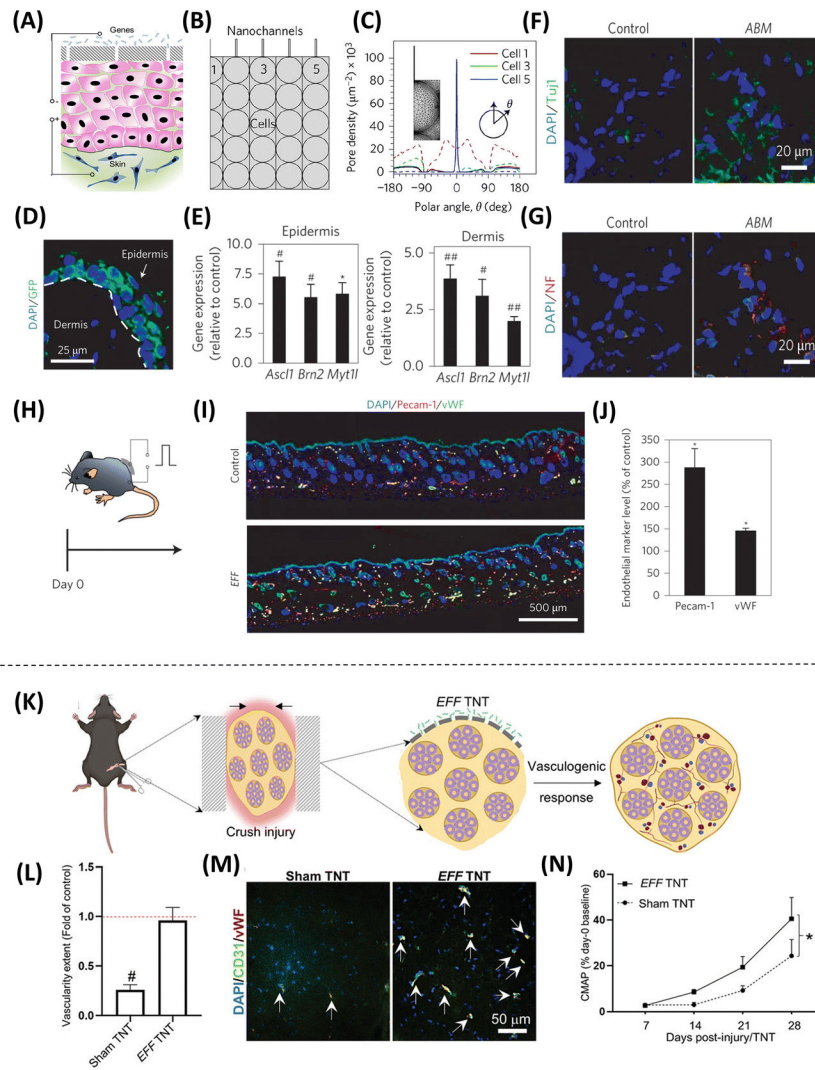 (A)
Genes
-
+
Skin
(B)
Nanochannels
1
3
5
Cells
(C)
Pore density (μm⁻²) × 10³
100
80
60
40
20
0
-180
-90
0
90
180
Polar angle, θ (deg)
Cell 1
Cell 3
Cell 5
θ
(F)
Control
ABM
DAPI/Tuj1
20 μm
(D)
DAPI/GFP
Epidermis
Dermis
25 μm
(E)
Epidermis
Gene expression
(relative to control)
10.0
7.5
5.0
2.5
0
#
#
*
Ascl1 Brn2 Myt1l
Dermis
Gene expression
(relative to control)
5.0
2.5
0
##
#
##
Ascl1 Brn2 Myt1l
(G)
Control
ABM
DAPI/NF
20 μm
(H)
Day 0
(I)
DAPI/Pecam-1/vWF
Control
EFF
500 μm
(J)
Endothelial marker level (% of control)
350
300
250
200
150
100
50
0
*
*
Pecam-1
vWF
(K)
Crush injury
EFF TNT
Vasculogenic
response
(L)
Vascularity extent (Fold of control)
1.5
1.0
0.5
0.0
#
Sham TNT
EFF TNT
(M)
Sham TNT
EFF TNT
DAPI/CD31/vWF
50 μm
(N)
CMAP (% day-0 baseline)
60
40
20
0
EFF TNT
Sham TNT
*
7
14
21
28
Days post-injury/TNT